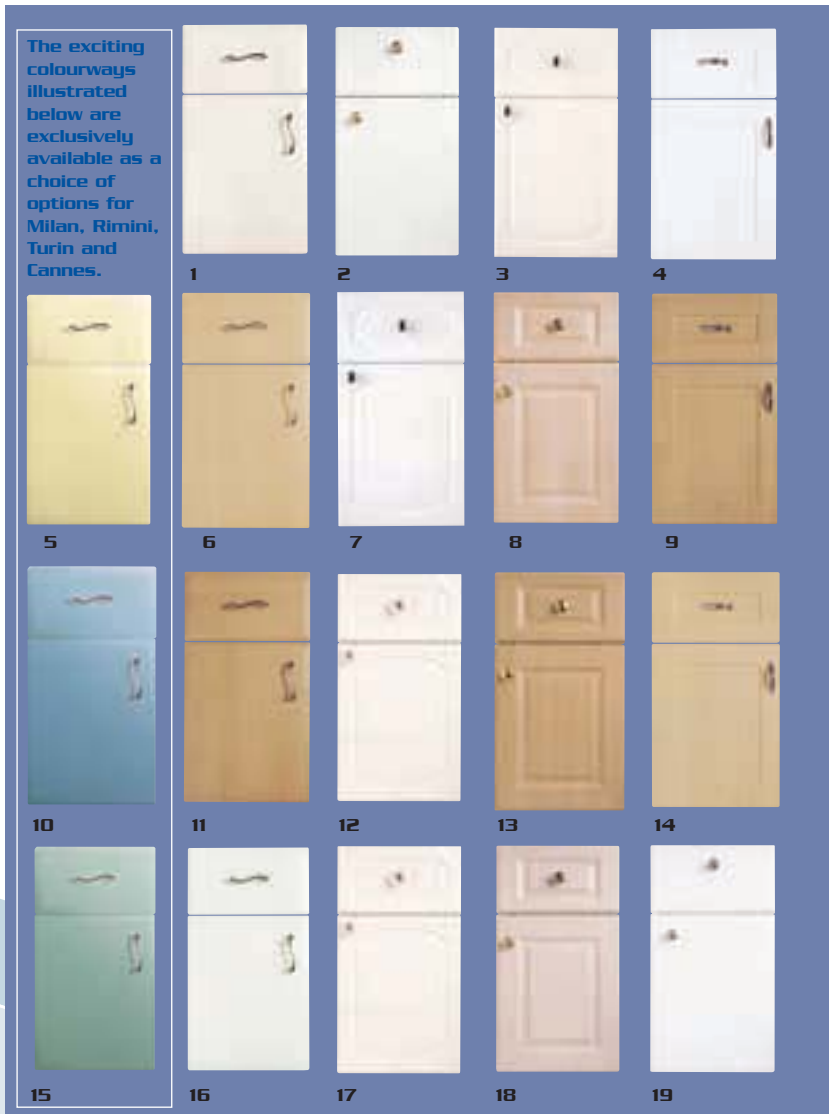 The exciting
colourways
illustrated
below are
exclusively
available as a
choice of
options for
Milan, Rimini,
Turin and
Cannes.
1 2 3 4
5 6 7 8 9
10 11 12 13 14
15 16 17 18 19